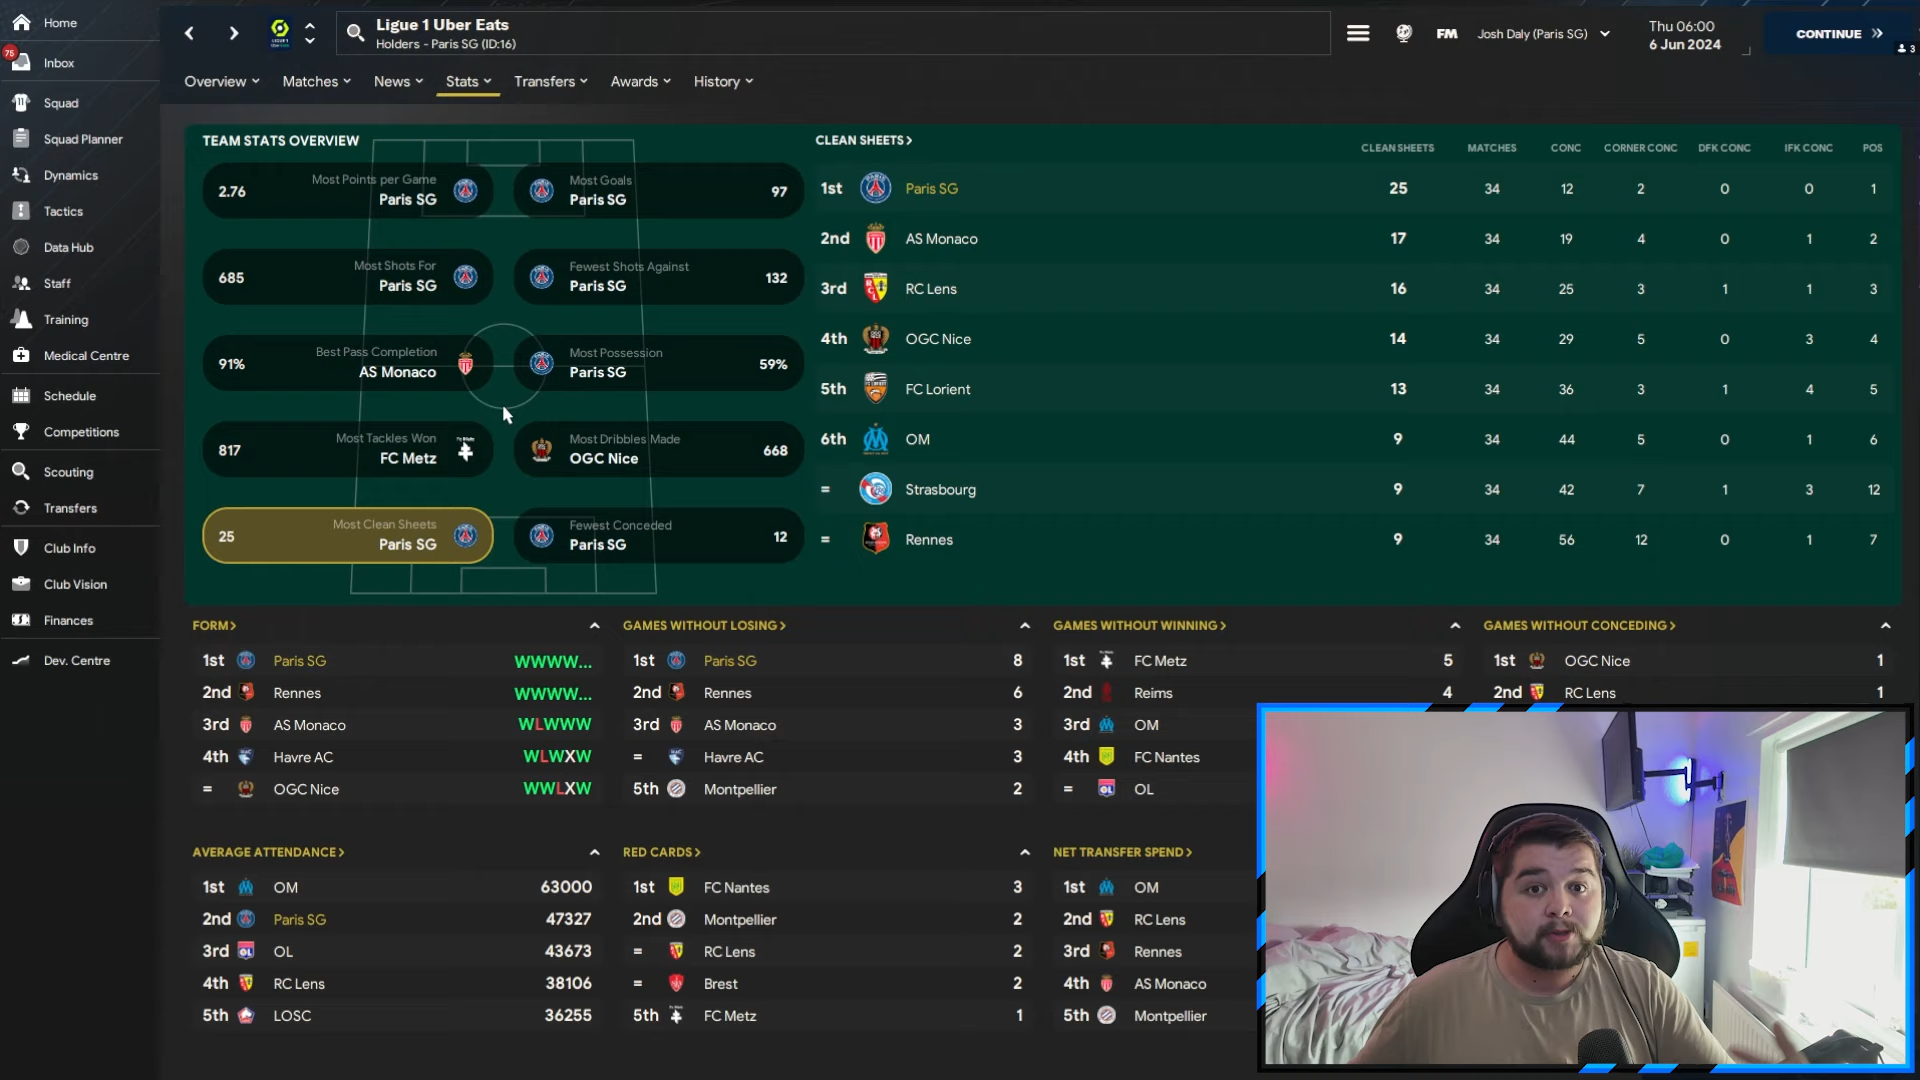 Home
75
Inbox
Squad
Squad Planner
Dynamics
Tactics
Data Hub
Staff
Training
Medical Centre
Schedule
Competitions
Scouting
Transfers
Club Info
Club Vision
Finances
Dev. Centre
Ligue 1 Uber Eats
Holders - Paris SG (ID:16)
FM
Josh Daly (Paris SG)
Thu 06:00
6 Jun 2024
CONTINUE
3
Overview Matches News Stats Transfers Awards History
TEAM STATS OVERVIEW
2.76 Most Points per Game Paris SG
Most Goals Paris SG 97
685 Most Shots For Paris SG
Fewest Shots Against Paris SG 132
91% Best Pass Completion AS Monaco
Most Possession Paris SG 59%
817 Most Tackles Won FC Metz
Most Dribbles Made OGC Nice 668
25 Most Clean Sheets Paris SG
Fewest Conceded Paris SG 12
CLEAN SHEETS >
CLEAN SHEETS MATCHES CONC CORNER CONC DFK CONC IFK CONC POS
1st Paris SG 25 34 12 2 0 0 1
2nd AS Monaco 17 34 19 4 0 1 2
3rd RC Lens 16 34 25 3 1 1 3
4th OGC Nice 14 34 29 5 0 3 4
5th FC Lorient 13 34 36 3 1 4 5
6th OM 9 34 44 5 0 1 6
= Strasbourg 9 34 42 7 1 3 12
= Rennes 9 34 56 12 0 1 7
FORM >
1st Paris SG WWWW...
2nd Rennes WWWW...
3rd AS Monaco WLWWW
4th Havre AC WLWXW
= OGC Nice WWLXW
GAMES WITHOUT LOSING >
1st Paris SG 8
2nd Rennes 6
3rd AS Monaco 3
= Havre AC 3
5th Montpellier 2
GAMES WITHOUT WINNING >
1st FC Metz 5
2nd Reims 4
3rd OM
4th FC Nantes
= OL
GAMES WITHOUT CONCEDING >
1st OGC Nice 1
2nd RC Lens 1
AVERAGE ATTENDANCE >
1st OM 63000
2nd Paris SG 47327
3rd OL 43673
4th RC Lens 38106
5th LOSC 36255
RED CARDS >
1st FC Nantes 3
2nd Montpellier 2
= RC Lens 2
= Brest 2
5th FC Metz 1
NET TRANSFER SPEND >
1st OM
2nd RC Lens
3rd Rennes
4th AS Monaco
5th Montpellier